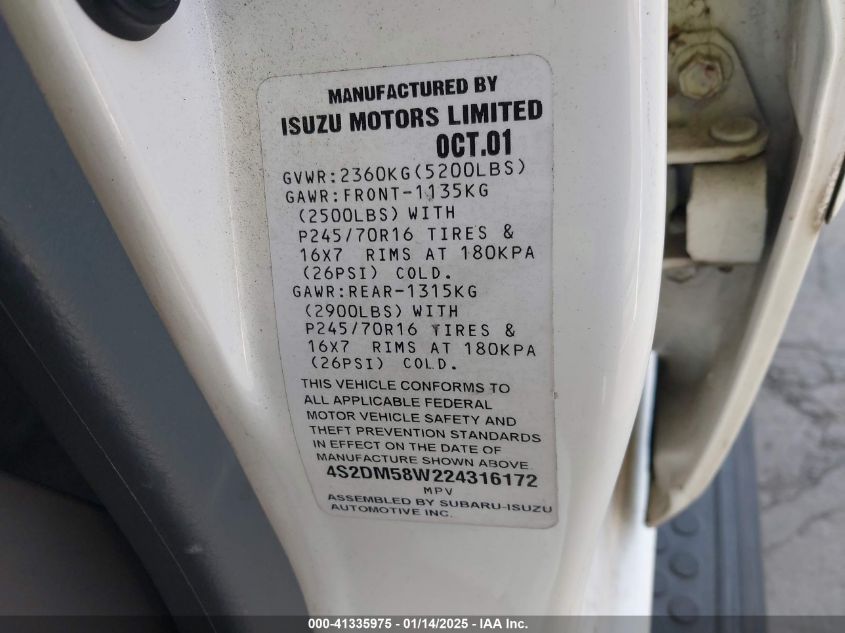 MANUFACTURED BY
ISUZU MOTORS LIMITED
OCT.01
GVWR:2360KG(5200LBS)
GAWR:FRONT-1135KG
(2500LBS) WITH
P245/70R16 TIRES &
16X7 RIMS AT 180KPA
(26PSI) COLD.
GAWR:REAR-1315KG
(2900LBS) WITH
P245/70R16 TIRES &
16X7 RIMS AT 180KPA
(26PSI) COLD.
THIS VEHICLE CONFORMS TO
ALL APPLICABLE FEDERAL
MOTOR VEHICLE SAFETY AND
THEFT PREVENTION STANDARDS
IN EFFECT ON THE DATE OF
MANUFACTURE SHOWN ABOVE
4S2DM58W224316172
MPV
ASSEMBLED BY SUBARU-ISUZU
AUTOMOTIVE INC.
000-41335975 - 01/14/2025 - IAA Inc.